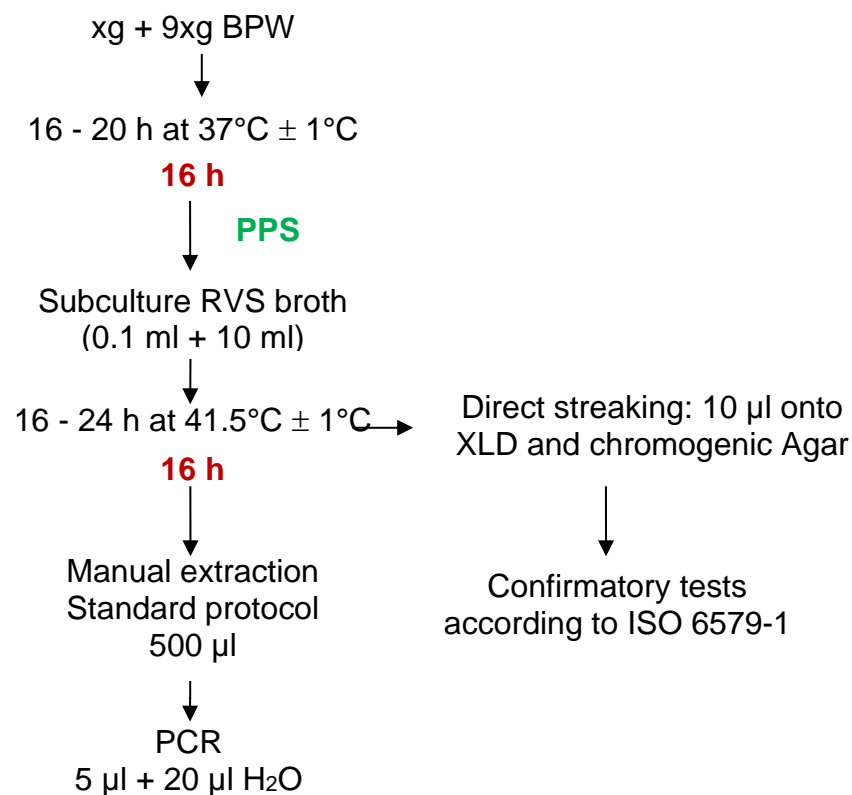 xg + 9xg BPW
16 - 20 h at 37°C ± 1°C
16 h
PPS
Subculture RVS broth
(0.1 ml + 10 ml)
16 - 24 h at 41.5°C ± 1°C
16 h
Direct streaking: 10 µl onto
XLD and chromogenic Agar
Manual extraction
Standard protocol
500 µl
Confirmatory tests
according to ISO 6579-1
PCR
5 µl + 20 µl H₂O